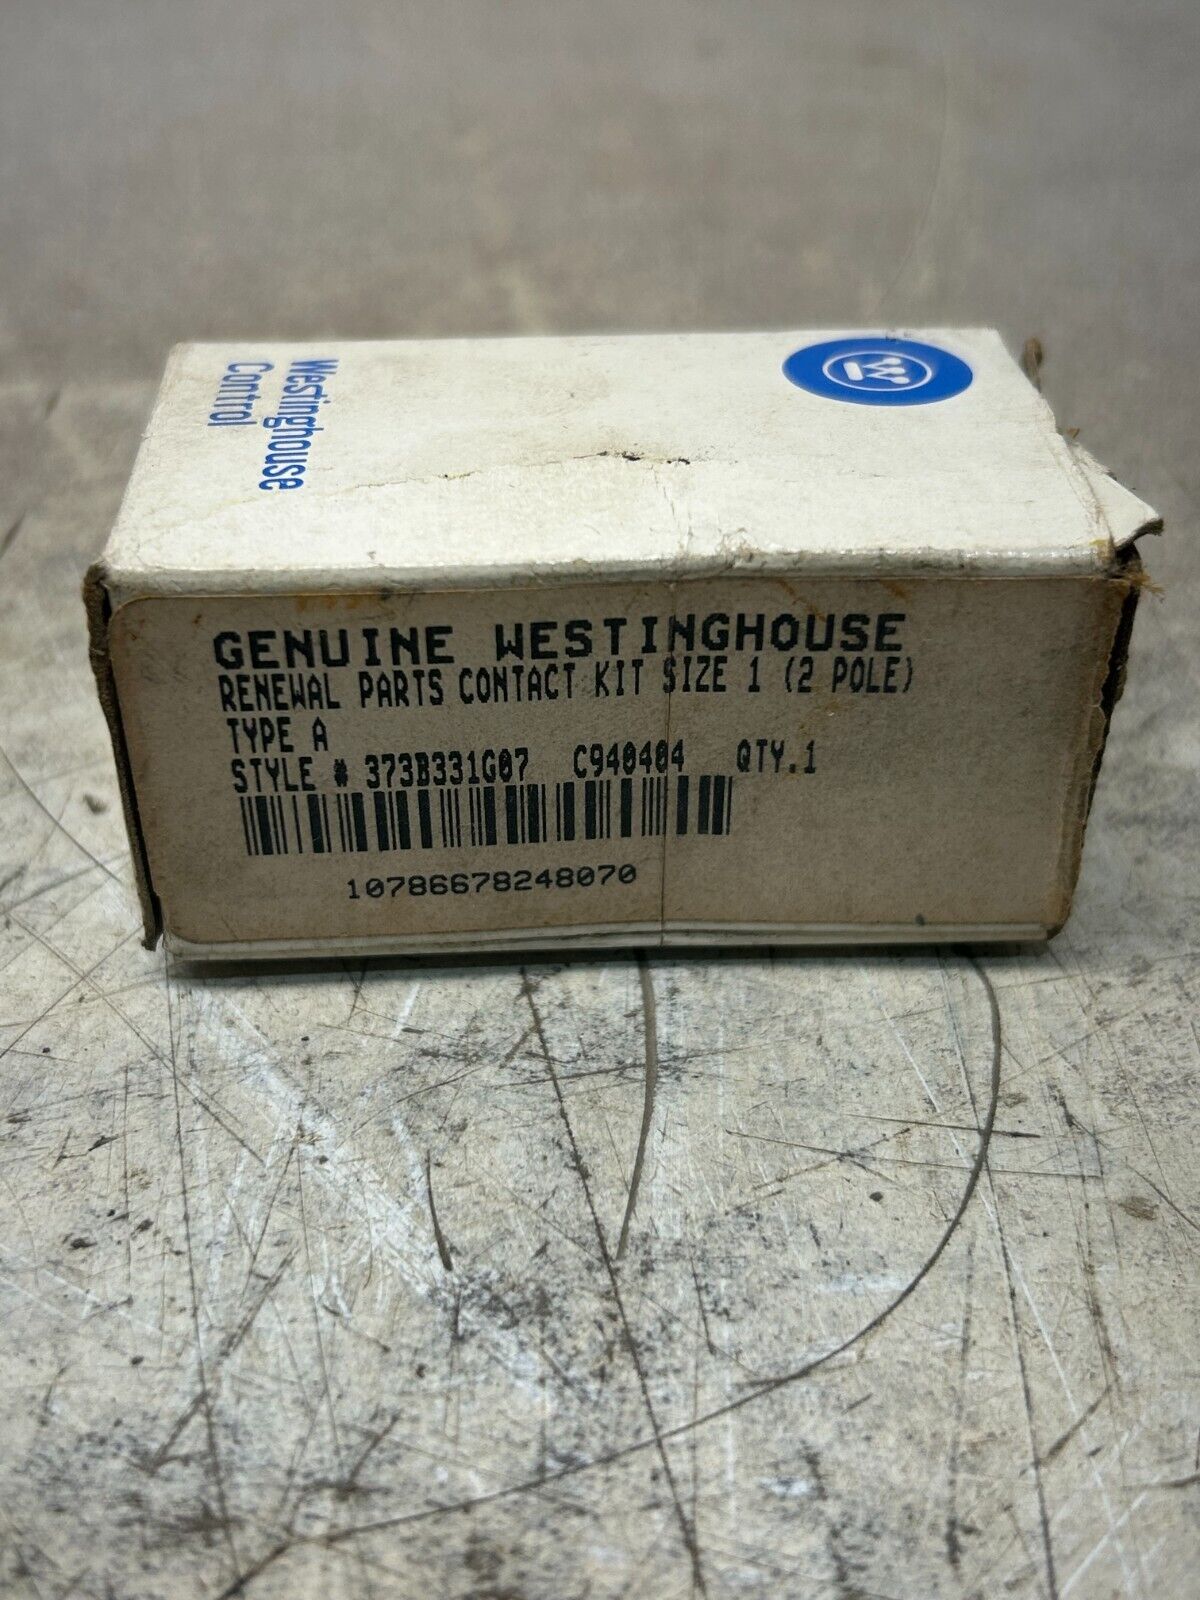 Westinghouse
Control
W
GENUINE WESTINGHOUSE
RENEWAL PARTS CONTACT KIT SIZE 1 (2 POLE)
TYPE A
STYLE # 373B331G07 C940404 QTY.1
10786678248070